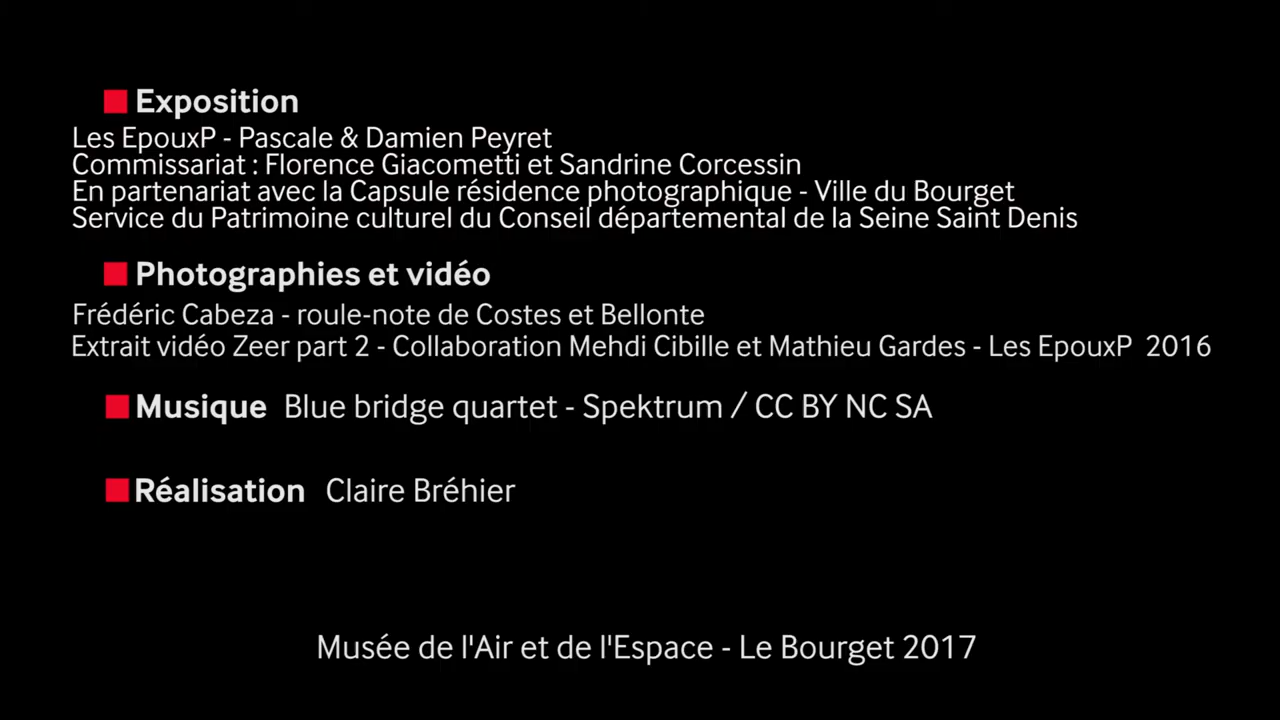 Exposition
Les EpouxP - Pascale & Damien Peyret
Commissariat : Florence Giacometti et Sandrine Corcessin
En partenariat avec la Capsule résidence photographique - Ville du Bourget
Service du Patrimoine culturel du Conseil départemental de la Seine Saint Denis
Photographies et vidéo
Frédéric Cabeza - roule-note de Costes et Bellonte
Extrait vidéo Zeer part 2 - Collaboration Mehdi Cibille et Mathieu Gardes - Les EpouxP 2016
Musique Blue bridge quartet - Spektrum / CC BY NC SA
Réalisation Claire Bréhier
Musée de l'Air et de l'Espace - Le Bourget 2017